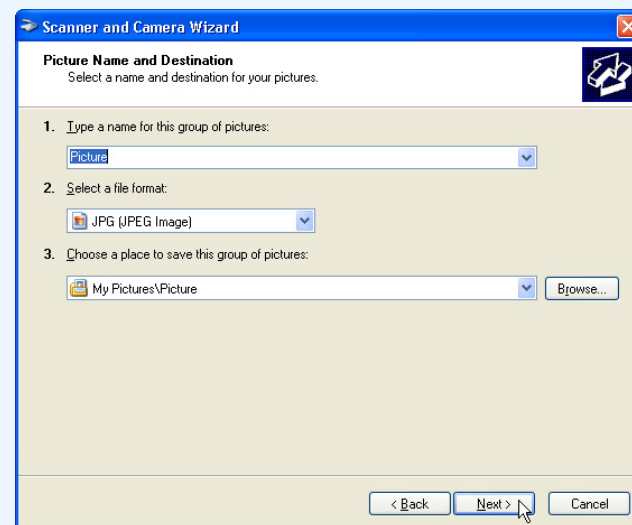 Scanner and Camera Wizard
Picture Name and Destination
Select a name and destination for your pictures.
1. Type a name for this group of pictures:
Picture
2. Select a file format:
JPG (JPEG Image)
3. Choose a place to save this group of pictures:
My Pictures\Picture
Browse...
< Back Next > Cancel